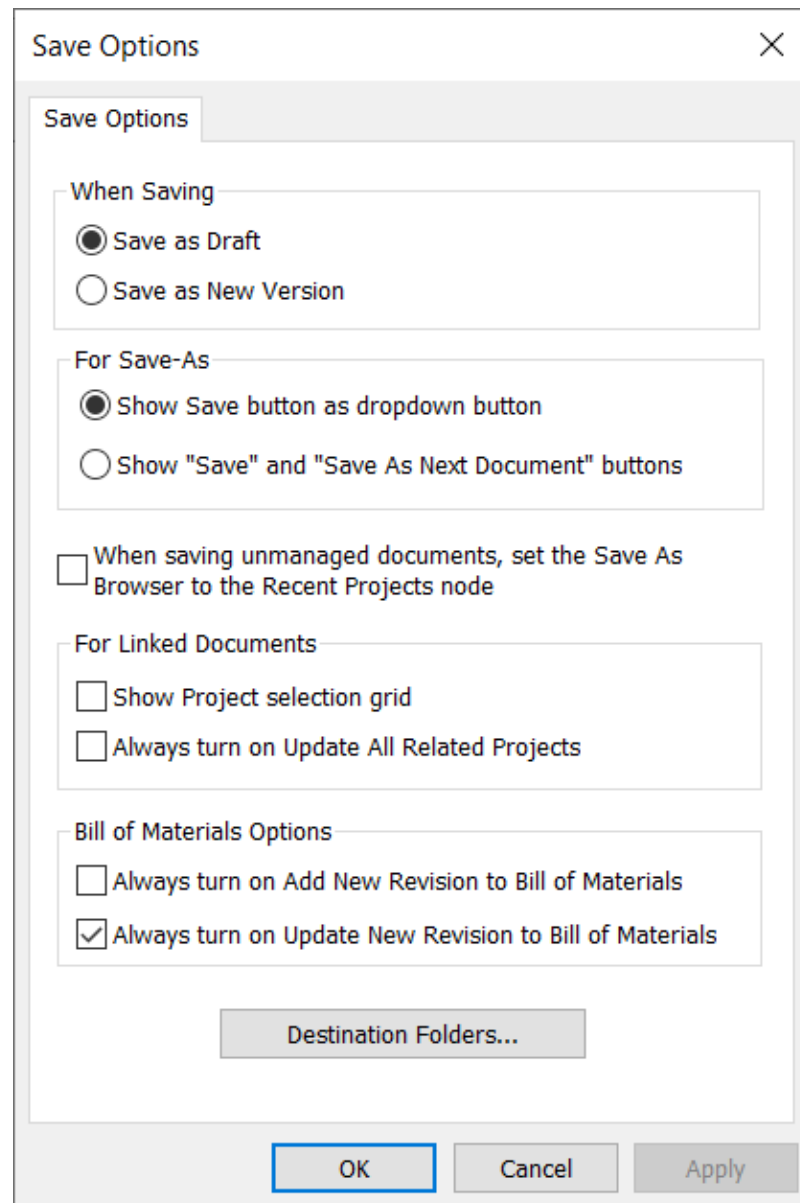 Save Options
Save Options
When Saving
Save as Draft
Save as New Version
For Save-As
Show Save button as dropdown button
Show "Save" and "Save As Next Document" buttons
When saving unmanaged documents, set the Save As
Browser to the Recent Projects node
For Linked Documents
Show Project selection grid
Always turn on Update All Related Projects
Bill of Materials Options
Always turn on Add New Revision to Bill of Materials
Always turn on Update New Revision to Bill of Materials
Destination Folders...
OK Cancel Apply